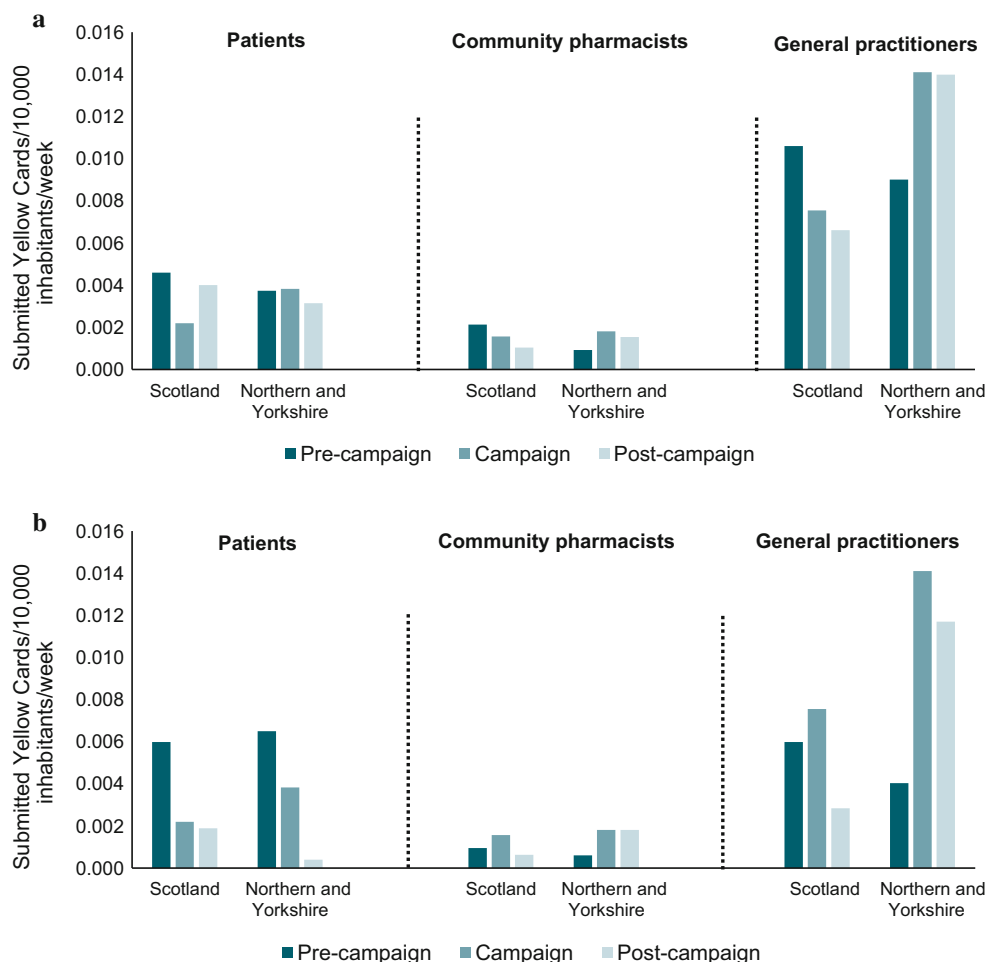 a
Patients
Community pharmacists
General practitioners
Submitted Yellow Cards/10,000
inhabitants/week
0.016
0.014
0.012
0.010
0.008
0.006
0.004
0.002
0.000
Scotland
Northern and
Yorkshire
Scotland
Northern and
Yorkshire
Scotland
Northern and
Yorkshire
Pre-campaign Campaign Post-campaign
b
Patients
Community pharmacists
General practitioners
Submitted Yellow Cards/10,000
inhabitants/week
0.016
0.014
0.012
0.010
0.008
0.006
0.004
0.002
0.000
Scotland
Northern and
Yorkshire
Scotland
Northern and
Yorkshire
Scotland
Northern and
Yorkshire
Pre-campaign Campaign Post-campaign